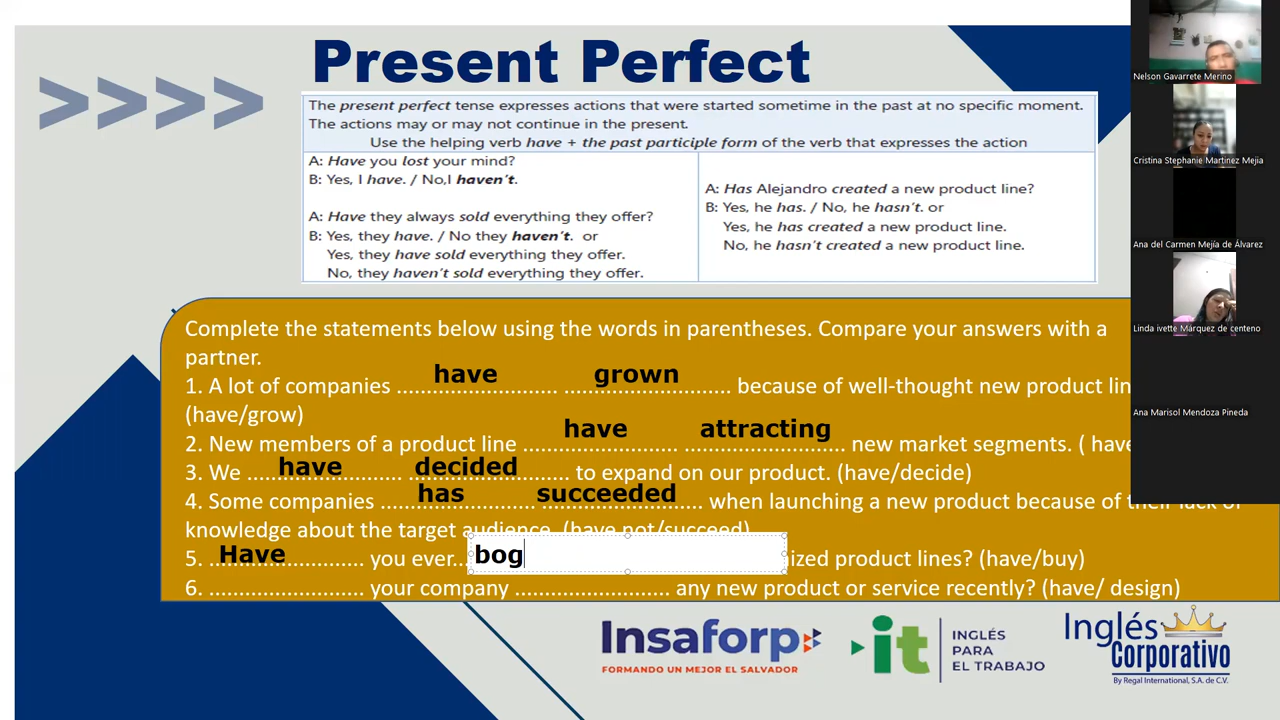 Present Perfect
>>>>
The present perfect tense expresses actions that were started sometime in the past at no specific moment.
The actions may or may not continue in the present.
Use the helping verb have + the past participle form of the verb that expresses the action
A: Have you lost your mind?
B: Yes, I have. / No,I haven't.
A: Have they always sold everything they offer?
B: Yes, they have. / No they haven't. or
Yes, they have sold everything they offer.
No, they haven't sold everything they offer.
A: Has Alejandro created a new product line?
B: Yes, he has. / No, he hasn't. or
Yes, he has created a new product line.
No, he hasn't created a new product line.
Complete the statements below using the words in parentheses. Compare your answers with a
partner.
have grown
1. A lot of companies ............................ .............................. because of well-thought new product lin
(have/grow)
have attracting
2. New members of a product line ............................ ............................. new market segments. ( have
have decided
3. We ............................ ............................. to expand on our product. (have/decide)
has succeeded
4. Some companies ............................ ............................. when launching a new product because of their lack of
knowledge about the target audience. (have not/succeed)
Have bog
5. ............................ you ever... ized product lines? (have/buy)
6. ............................ your company ............................ any new product or service recently? (have/ design)
Insaforp
FORMANDO UN MEJOR EL SALVADOR
it
INGLÉS
PARA
EL TRABAJO
Inglés
Corporativo
By Regal International, S.A. de C.V.
Nelson Gavarrete Merino
Cristina Stephanie Martinez Mejia
Ana del Carmen Mejía de Álvarez
Linda ivette Márquez de centeno
Ana Marisol Mendoza Pineda